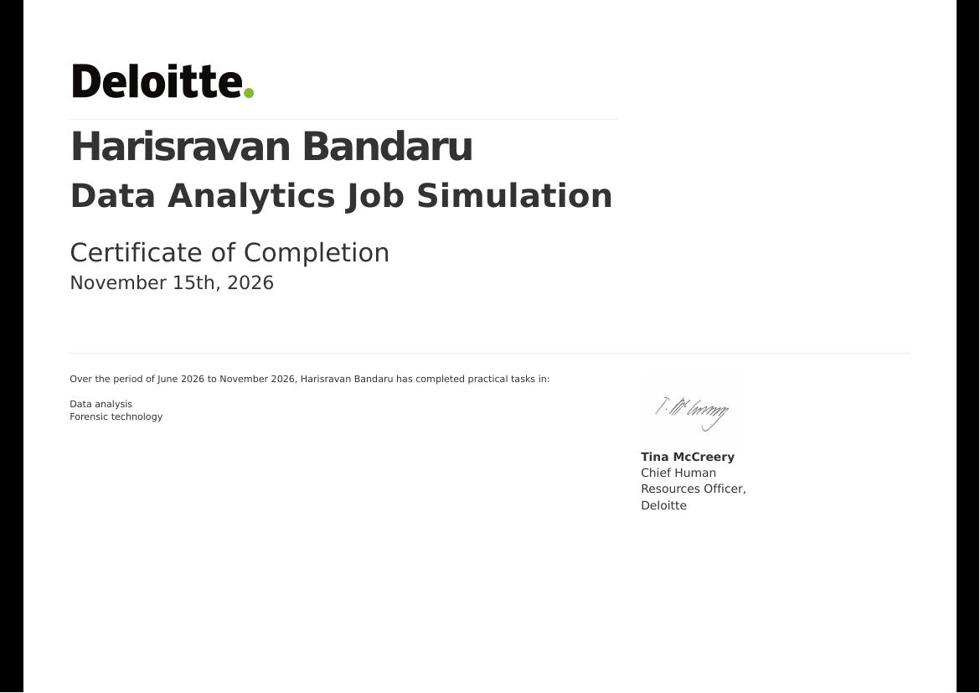 Deloitte.
Harisravan Bandaru
Data Analytics Job Simulation
Certificate of Completion
November 15th, 2026
Over the period of June 2026 to November 2026, Harisravan Bandaru has completed practical tasks in:
Data analysis
Forensic technology
Tina McCreery
Chief Human
Resources Officer,
Deloitte